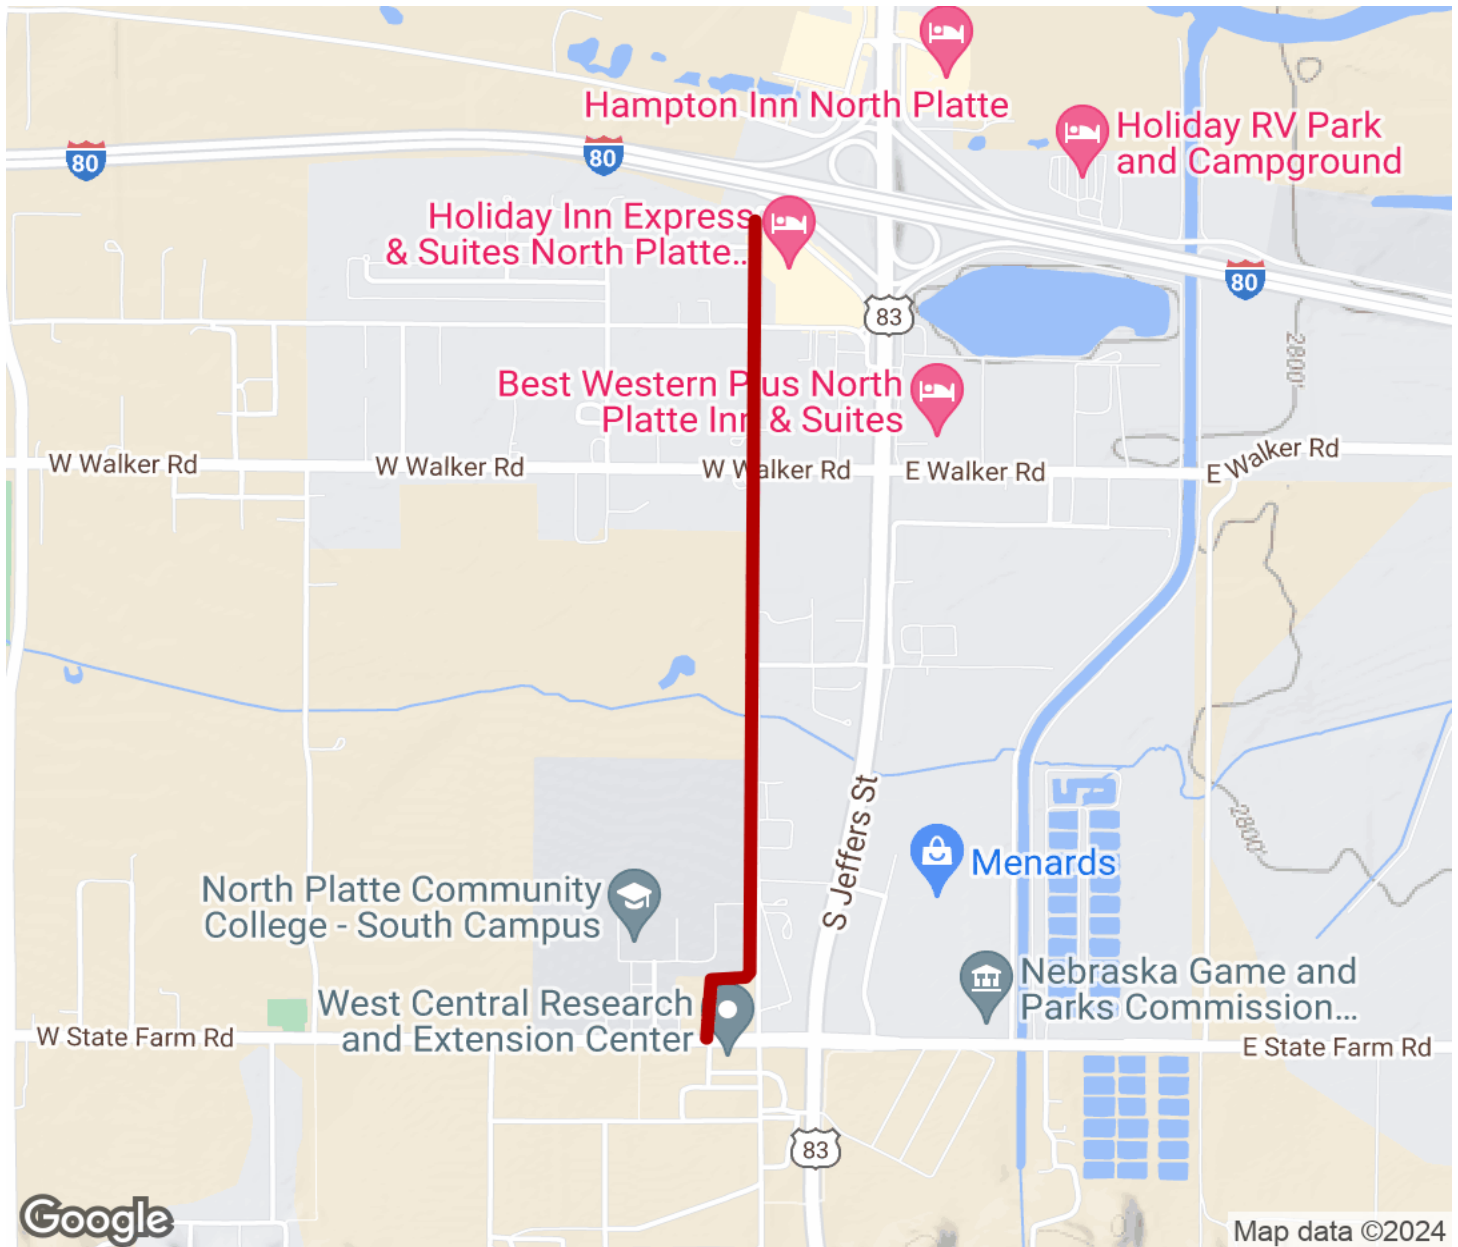 Hampton Inn North Platte
Holiday RV Park
and Campground
80
80
Holiday Inn Express
& Suites North Platte...
80
83
2800'
Best Western Plus North
Platte Inn & Suites
W Walker Rd
W Walker Rd
W Walker Rd
E Walker Rd
E Walker Rd
S Jeffers St
2800'
Menards
North Platte Community
College - South Campus
Nebraska Game and
Parks Commission...
West Central Research
and Extension Center
W State Farm Rd
E State Farm Rd
83
Google
Map data ©2024